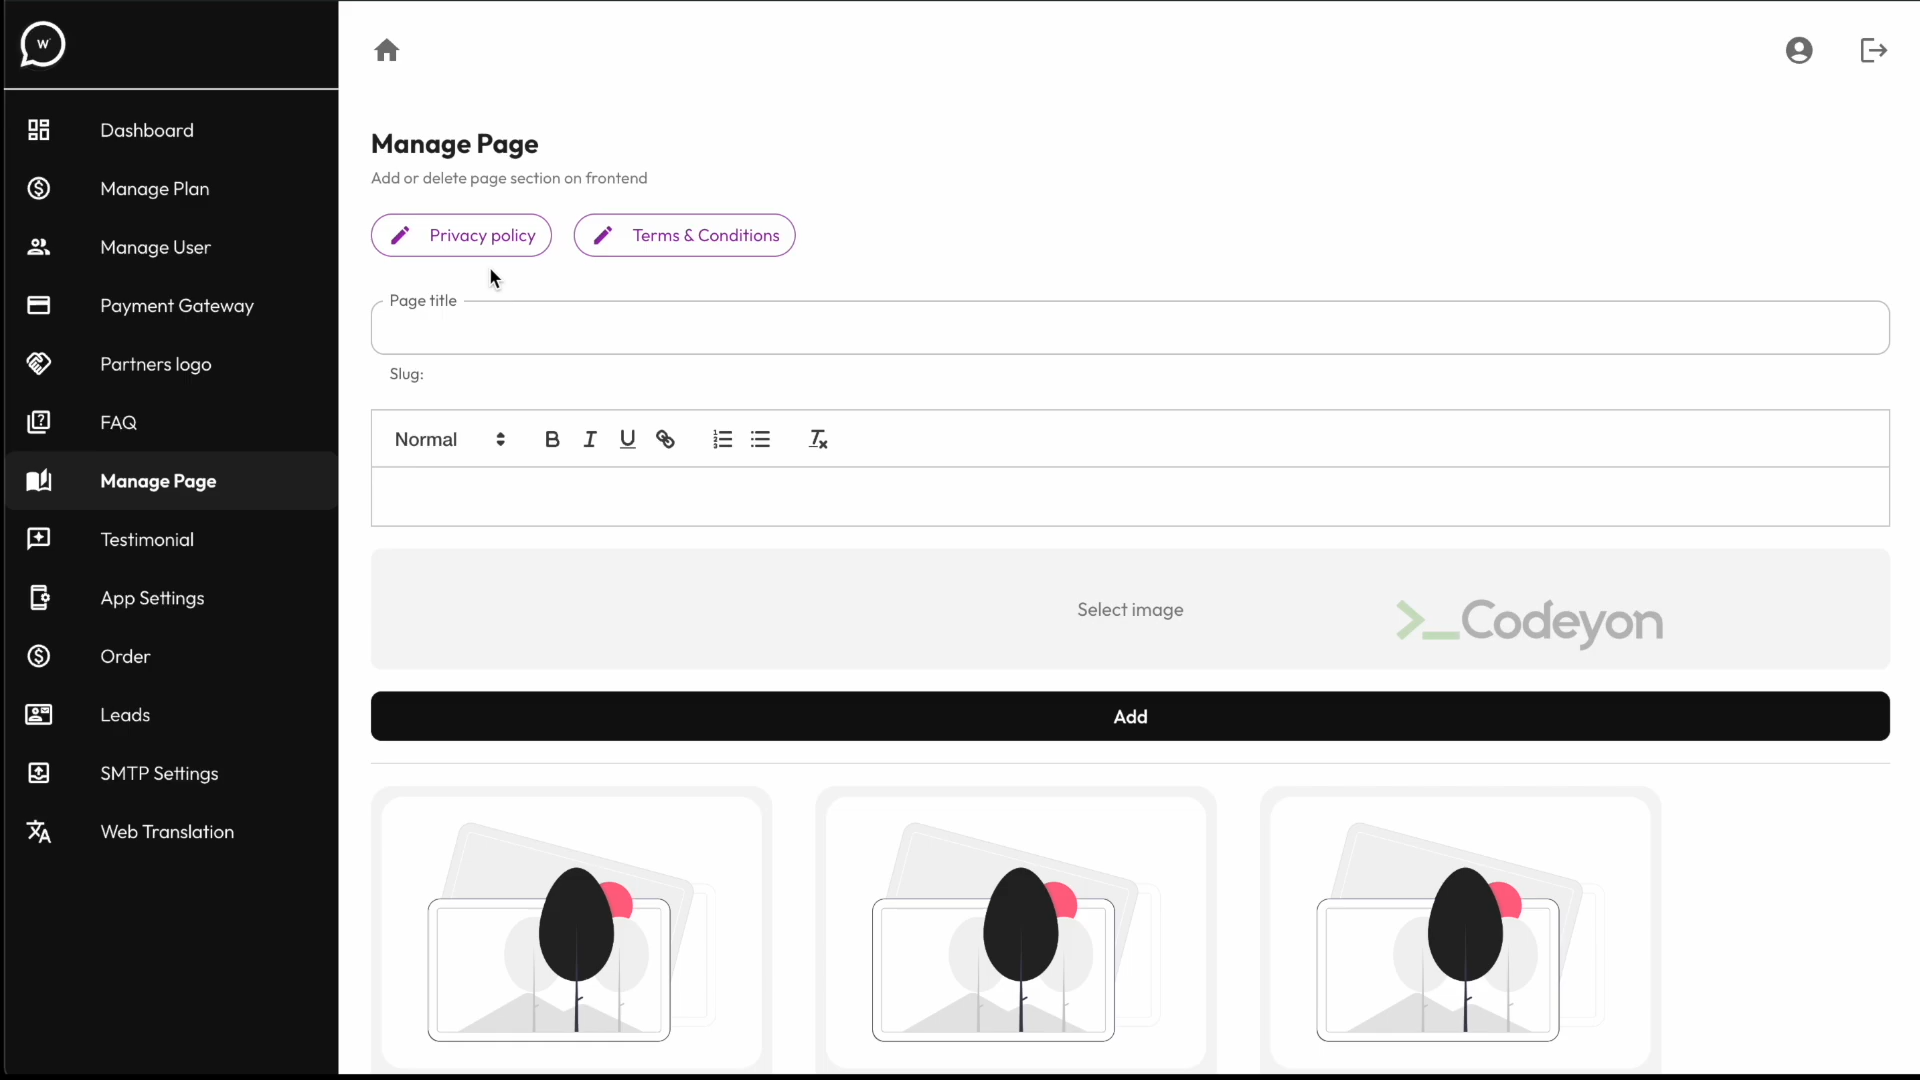 W
Dashboard
Manage Plan
Manage User
Payment Gateway
Partners logo
FAQ
Manage Page
Testimonial
App Settings
Order
Leads
SMTP Settings
Web Translation
Manage Page
Add or delete page section on frontend
Privacy policy
Terms & Conditions
Page title
Slug:
Normal
Select image
>_Codeyon
Add